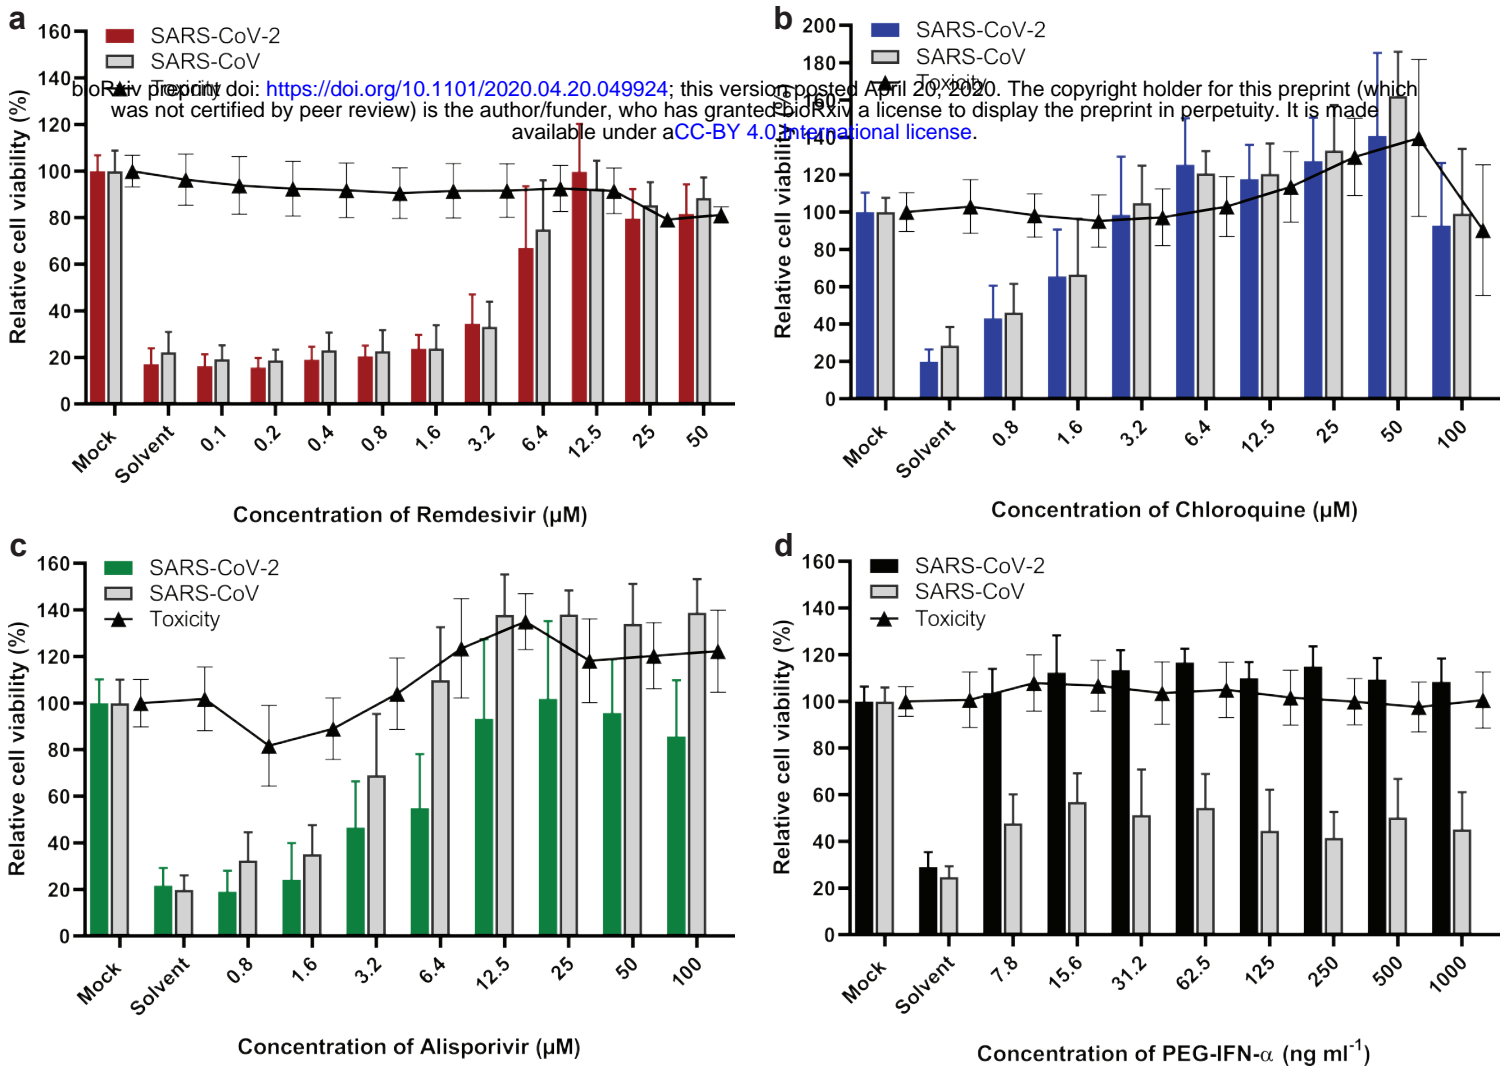 a
Relative cell viability (%)
160
140
120
100
80
60
40
20
0
SARS-CoV-2
SARS-CoV
Toxicity
Mock
Solvent
0.1
0.2
0.4
0.8
1.6
3.2
6.4
12.5
25
50
Concentration of Remdesivir (µM)
b
Relative cell viability (%)
200
180
160
140
120
100
80
60
40
20
0
SARS-CoV-2
SARS-CoV
Toxicity
Mock
Solvent
0.8
1.6
3.2
6.4
12.5
25
50
100
Concentration of Chloroquine (µM)
bioRxiv preprint doi: https://doi.org/10.1101/2020.04.20.049924; this version posted April 20, 2020. The copyright holder for this preprint (which
was not certified by peer review) is the author/funder, who has granted bioRxiv a license to display the preprint in perpetuity. It is made
available under aCC-BY 4.0 International license.
c
Relative cell viability (%)
160
140
120
100
80
60
40
20
0
SARS-CoV-2
SARS-CoV
Toxicity
Mock
Solvent
0.8
1.6
3.2
6.4
12.5
25
50
100
Concentration of Alisporivir (µM)
d
Relative cell viability (%)
160
140
120
100
80
60
40
20
0
SARS-CoV-2
SARS-CoV
Toxicity
Mock
Solvent
7.8
15.6
31.2
62.5
125
250
500
1000
Concentration of PEG-IFN-α (ng ml⁻¹)